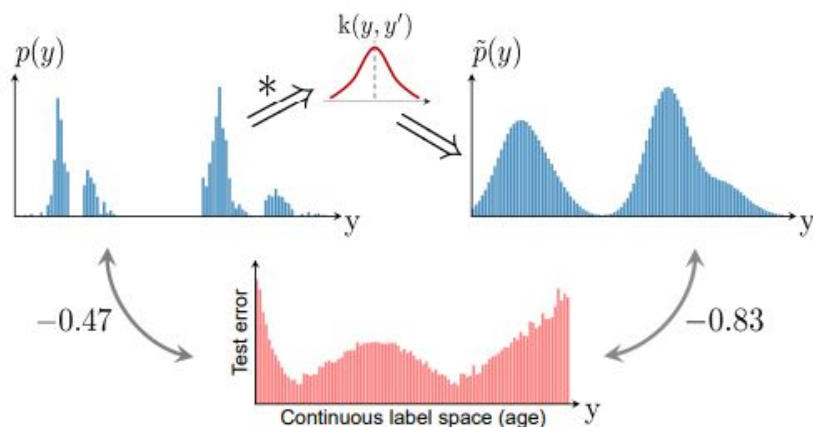 k(y, y′)
p(y)
*
p̃(y)
y
y
−0.47
−0.83
Test error
y
Continuous label space (age)